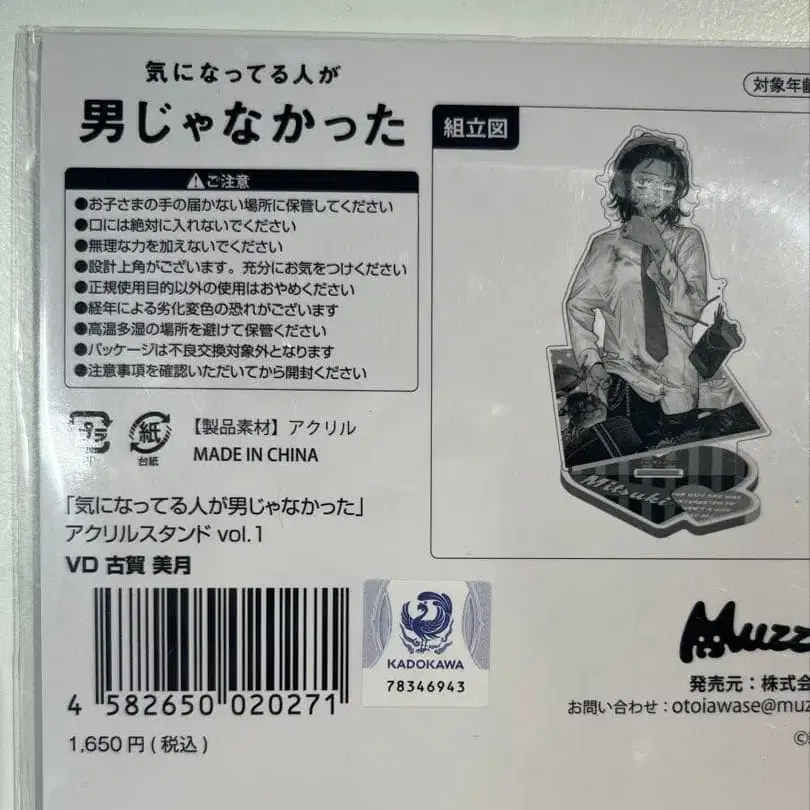 気になってる人が
男じゃなかった
ご注意
●お子さまの手の届かない場所に保管してください
●口には絶対に入れないでください
●無理な力を加えないでください
●設計上角がございます。充分にお気をつけください
●正規使用目的以外の使用はおやめください
●経年による劣化変色の恐れがございます
●高温多湿の場所を避けて保管ください
●パッケージは不良交換対象外となります
●注意事項を確認いただいてから開封ください
プラ
紙
台紙
【製品素材】アクリル
MADE IN CHINA
「気になってる人が男じゃなかった」
アクリルスタンド vol.1
VD 古賀 美月
4 582650 020271
1,650円(税込)
KADOKAWA
78346943
対象年齢
組立図
Mitsuki
Muzz
発売元：株式会
お問い合わせ：otoiawase@muz
©